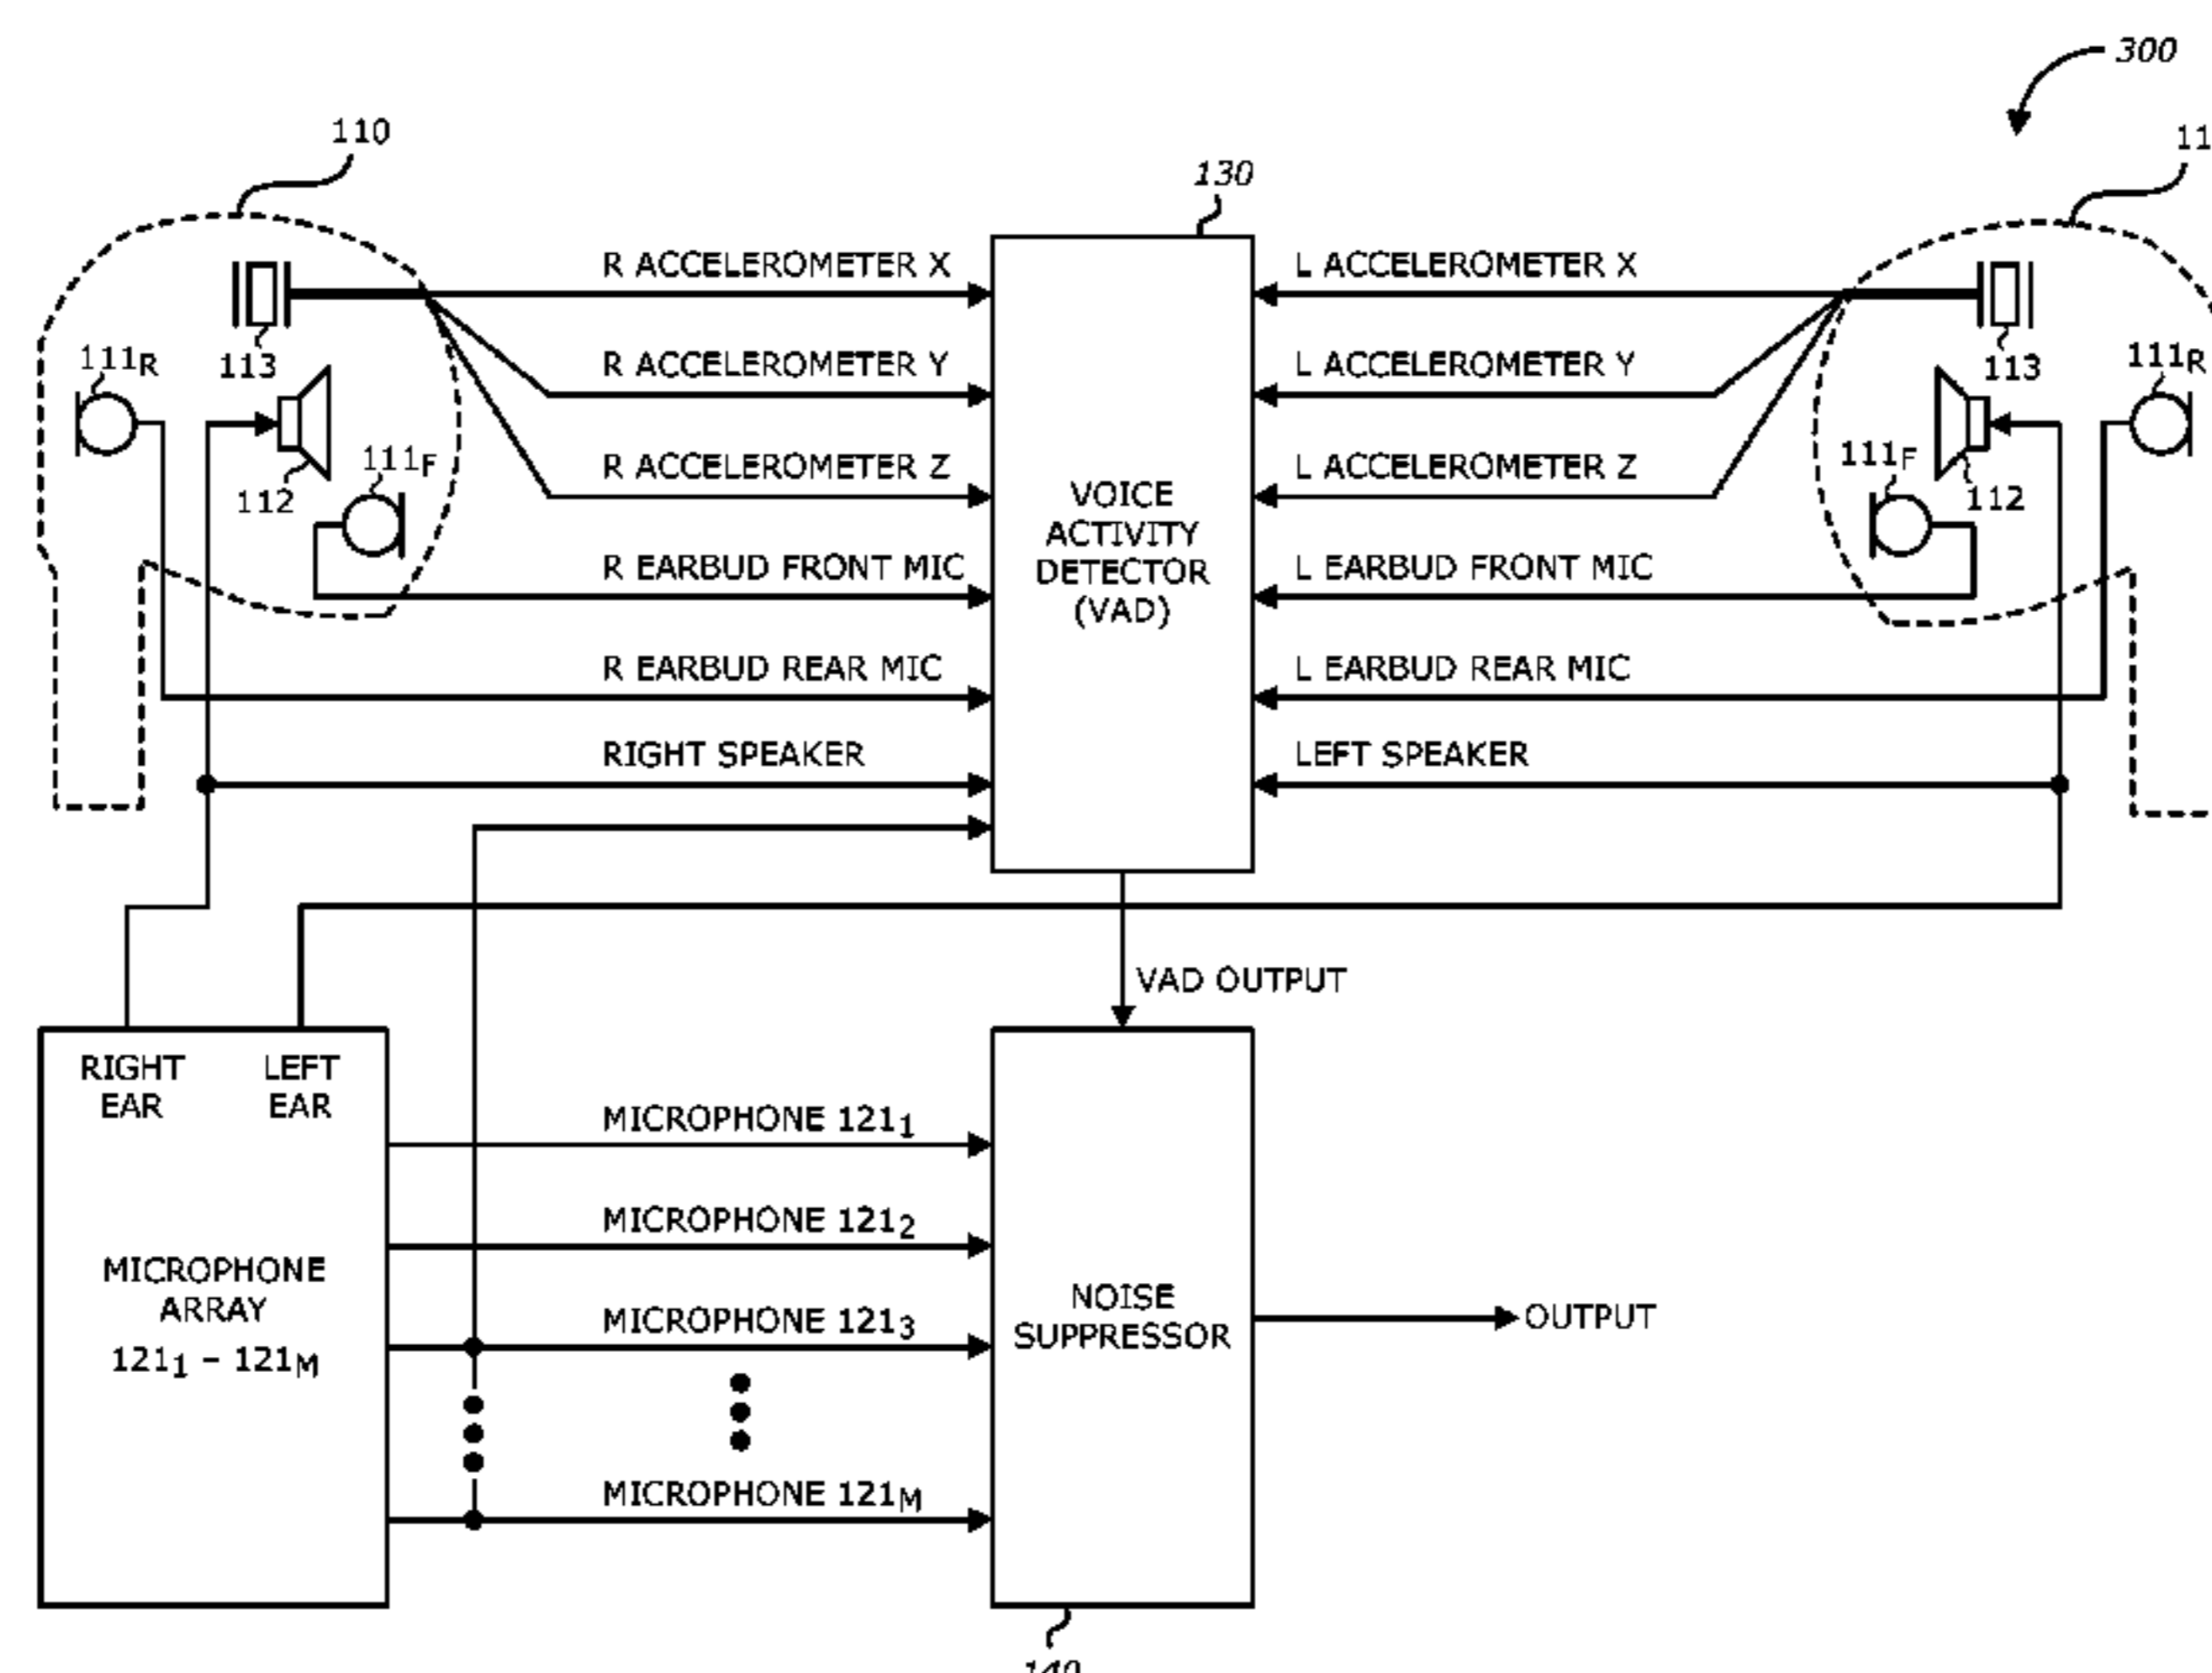 300
110
11
130
R ACCELEROMETER X
L ACCELEROMETER X
113
113
111R
111R
R ACCELEROMETER Y
L ACCELEROMETER Y
112
112
111F
111F
R ACCELEROMETER Z
L ACCELEROMETER Z
VOICE
ACTIVITY
DETECTOR
(VAD)
R EARBUD FRONT MIC
L EARBUD FRONT MIC
R EARBUD REAR MIC
L EARBUD REAR MIC
RIGHT SPEAKER
LEFT SPEAKER
VAD OUTPUT
RIGHT
EAR
LEFT
EAR
MICROPHONE
ARRAY
121₁ – 121M
MICROPHONE 121₁
MICROPHONE 121₂
MICROPHONE 121₃
MICROPHONE 121M
NOISE
SUPPRESSOR
OUTPUT
140